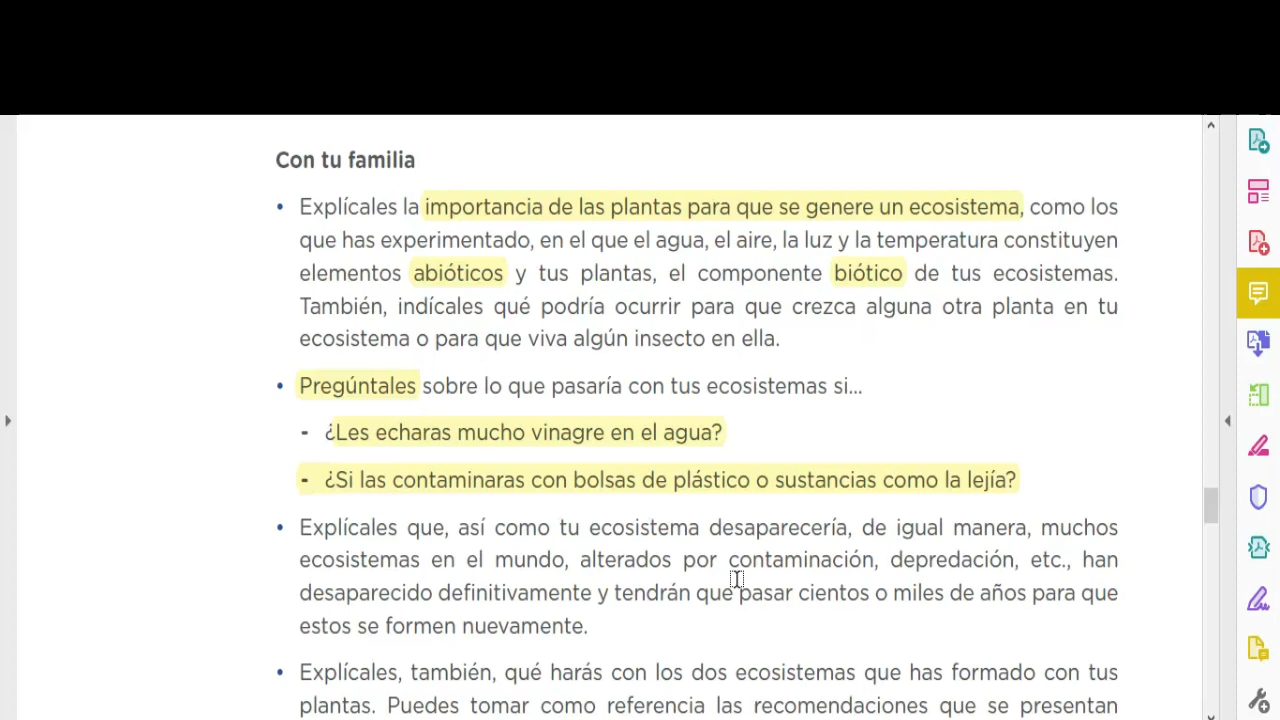 Con tu familia
• Explícales la importancia de las plantas para que se genere un ecosistema, como los
que has experimentado, en el que el agua, el aire, la luz y la temperatura constituyen
elementos abióticos y tus plantas, el componente biótico de tus ecosistemas.
También, indícales qué podría ocurrir para que crezca alguna otra planta en tu
ecosistema o para que viva algún insecto en ella.
• Pregúntales sobre lo que pasaría con tus ecosistemas si...
- ¿Les echaras mucho vinagre en el agua?
- ¿Si las contaminaras con bolsas de plástico o sustancias como la lejía?
• Explícales que, así como tu ecosistema desaparecería, de igual manera, muchos
ecosistemas en el mundo, alterados por contaminación, depredación, etc., han
desaparecido definitivamente y tendrán que pasar cientos o miles de años para que
estos se formen nuevamente.
• Explícales, también, qué harás con los dos ecosistemas que has formado con tus
plantas. Puedes tomar como referencia las recomendaciones que se presentan